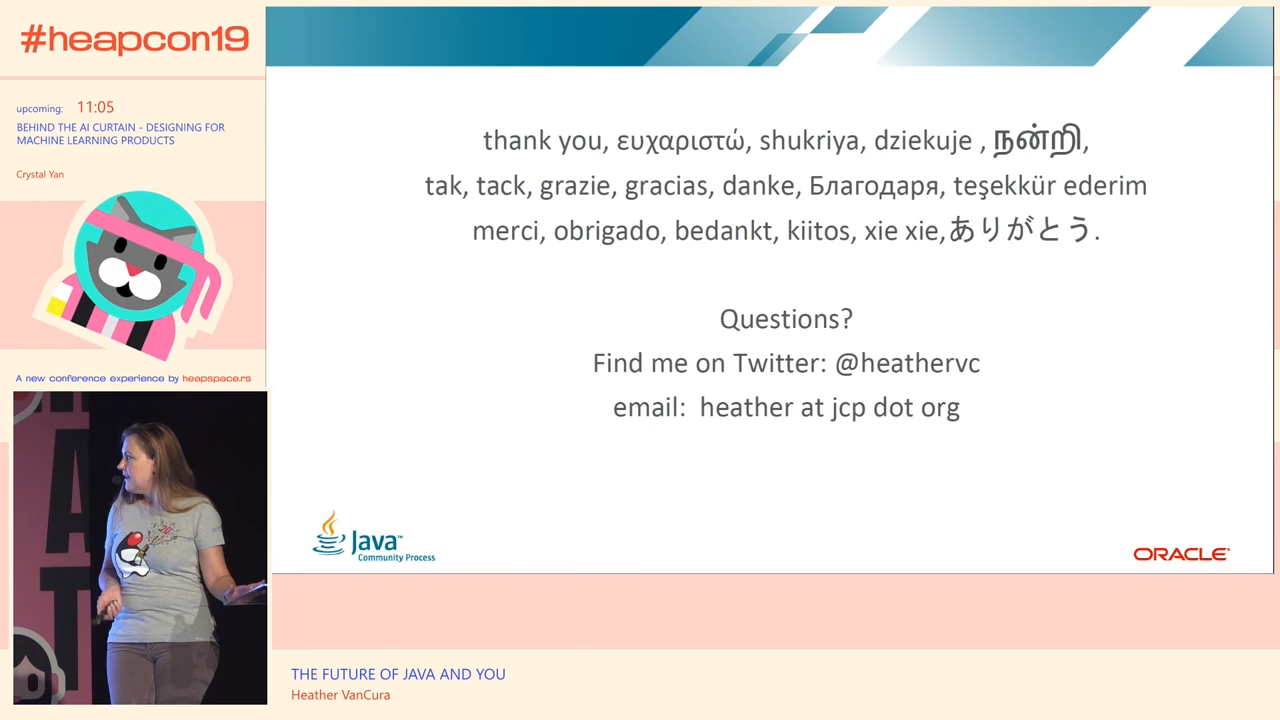 #heapcon19
upcoming: 11:05
BEHIND THE AI CURTAIN - DESIGNING FOR
MACHINE LEARNING PRODUCTS
Crystal Yan
A new conference experience by heapspace.rs
thank you, ευχαριστώ, shukriya, dziekuje , நன்றி,
tak, tack, grazie, gracias, danke, Благодаря, teşekkür ederim
merci, obrigado, bedankt, kiitos, xie xie,ありがとう.
Questions?
Find me on Twitter: @heathervc
email: heather at jcp dot org
Java™
Community Process
ORACLE
THE FUTURE OF JAVA AND YOU
Heather VanCura